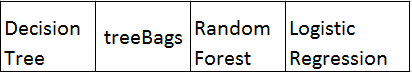 Decision
Tree
treeBags
Random
Forest
Logistic
Regression